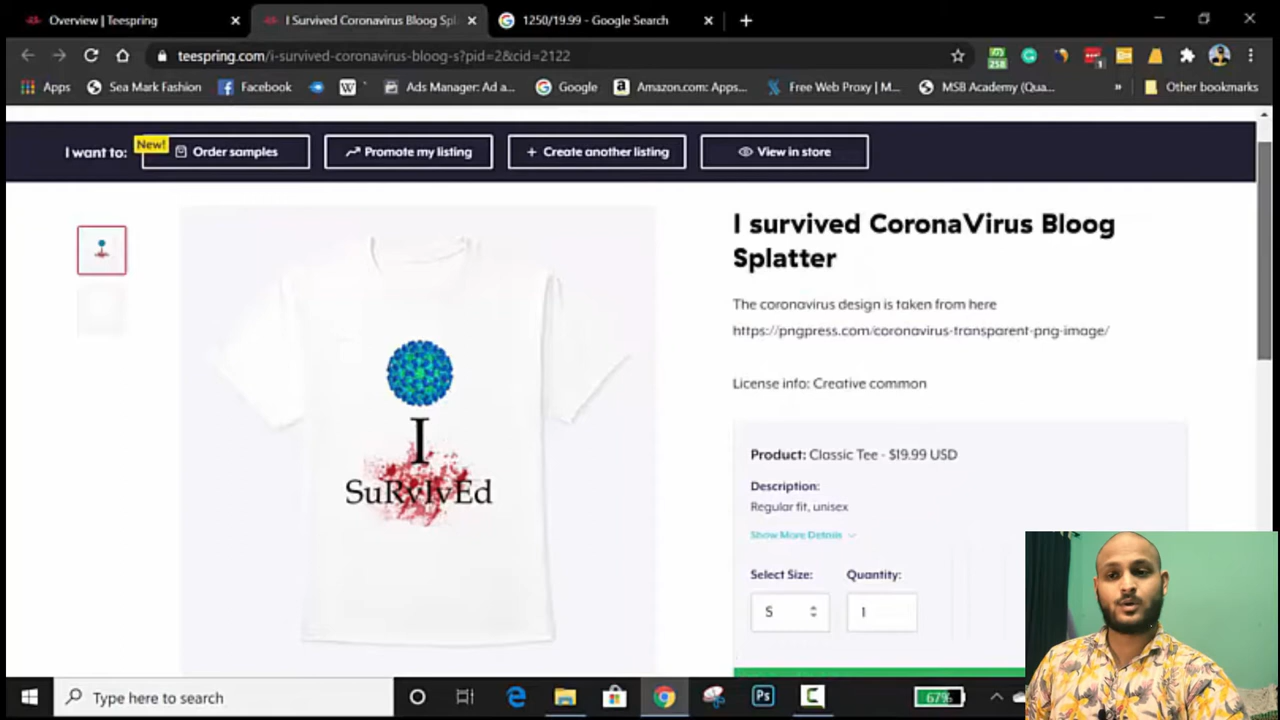 Overview | Teespring
I Survived Coronavirus Bloog Spl
1250/19.99 - Google Search
teespring.com/i-survived-coronavirus-bloog-s?pid=2&cid=2122
258
1
Apps
Sea Mark Fashion
Facebook
W
Ads Manager: Ad a...
Google
Amazon.com: Apps...
Free Web Proxy | M...
MSB Academy (Qua...
»
Other bookmarks
I want to:
New!
Order samples
Promote my listing
+ Create another listing
View in store
I survived CoronaVirus Bloog
Splatter
The coronavirus design is taken from here
https://pngpress.com/coronavirus-transparent-png-image/
License info: Creative common
I
SuRvIvEd
Product: Classic Tee - $19.99 USD
Description:
Regular fit, unisex
Show More Details
Select Size:
Quantity:
S
1
Type here to search
Ps
67%